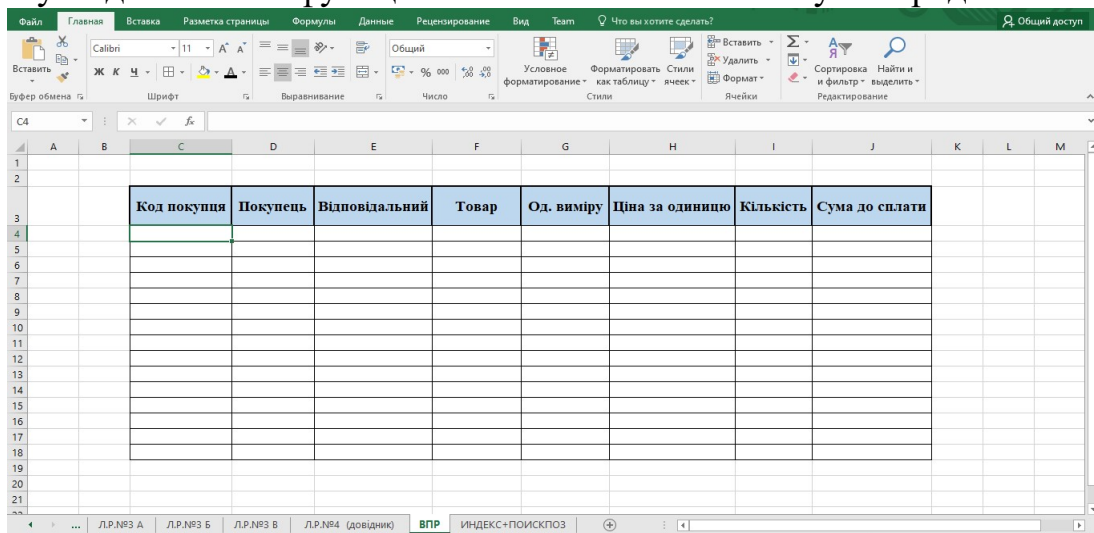 Файл Главная Вставка Разметка страницы Формулы Данные Рецензирование Вид Team Что вы хотите сделать? Общий доступ
Calibri 11 Общий
Вставить
Ж К Ч
% 000
Условное форматирование
Форматировать как таблицу
Стили ячеек
Вставить
Удалить
Формат
Сортировка и фильтр
Найти и выделить
Буфер обмена Шрифт Выравнивание Число Стили Ячейки Редактирование
C4 fx
A B C D E F G H I J K L M
1
2
3 Код покупця Покупець Відповідальний Товар Од. виміру Ціна за одиницю Кількість Сума до сплати
4
5
6
7
8
9
10
11
12
13
14
15
16
17
18
19
20
21
... Л.Р.№3 А Л.Р.№3 Б Л.Р.№3 В Л.Р.№4 (довідник) ВПР ИНДЕКС+ПОИСКПОЗ